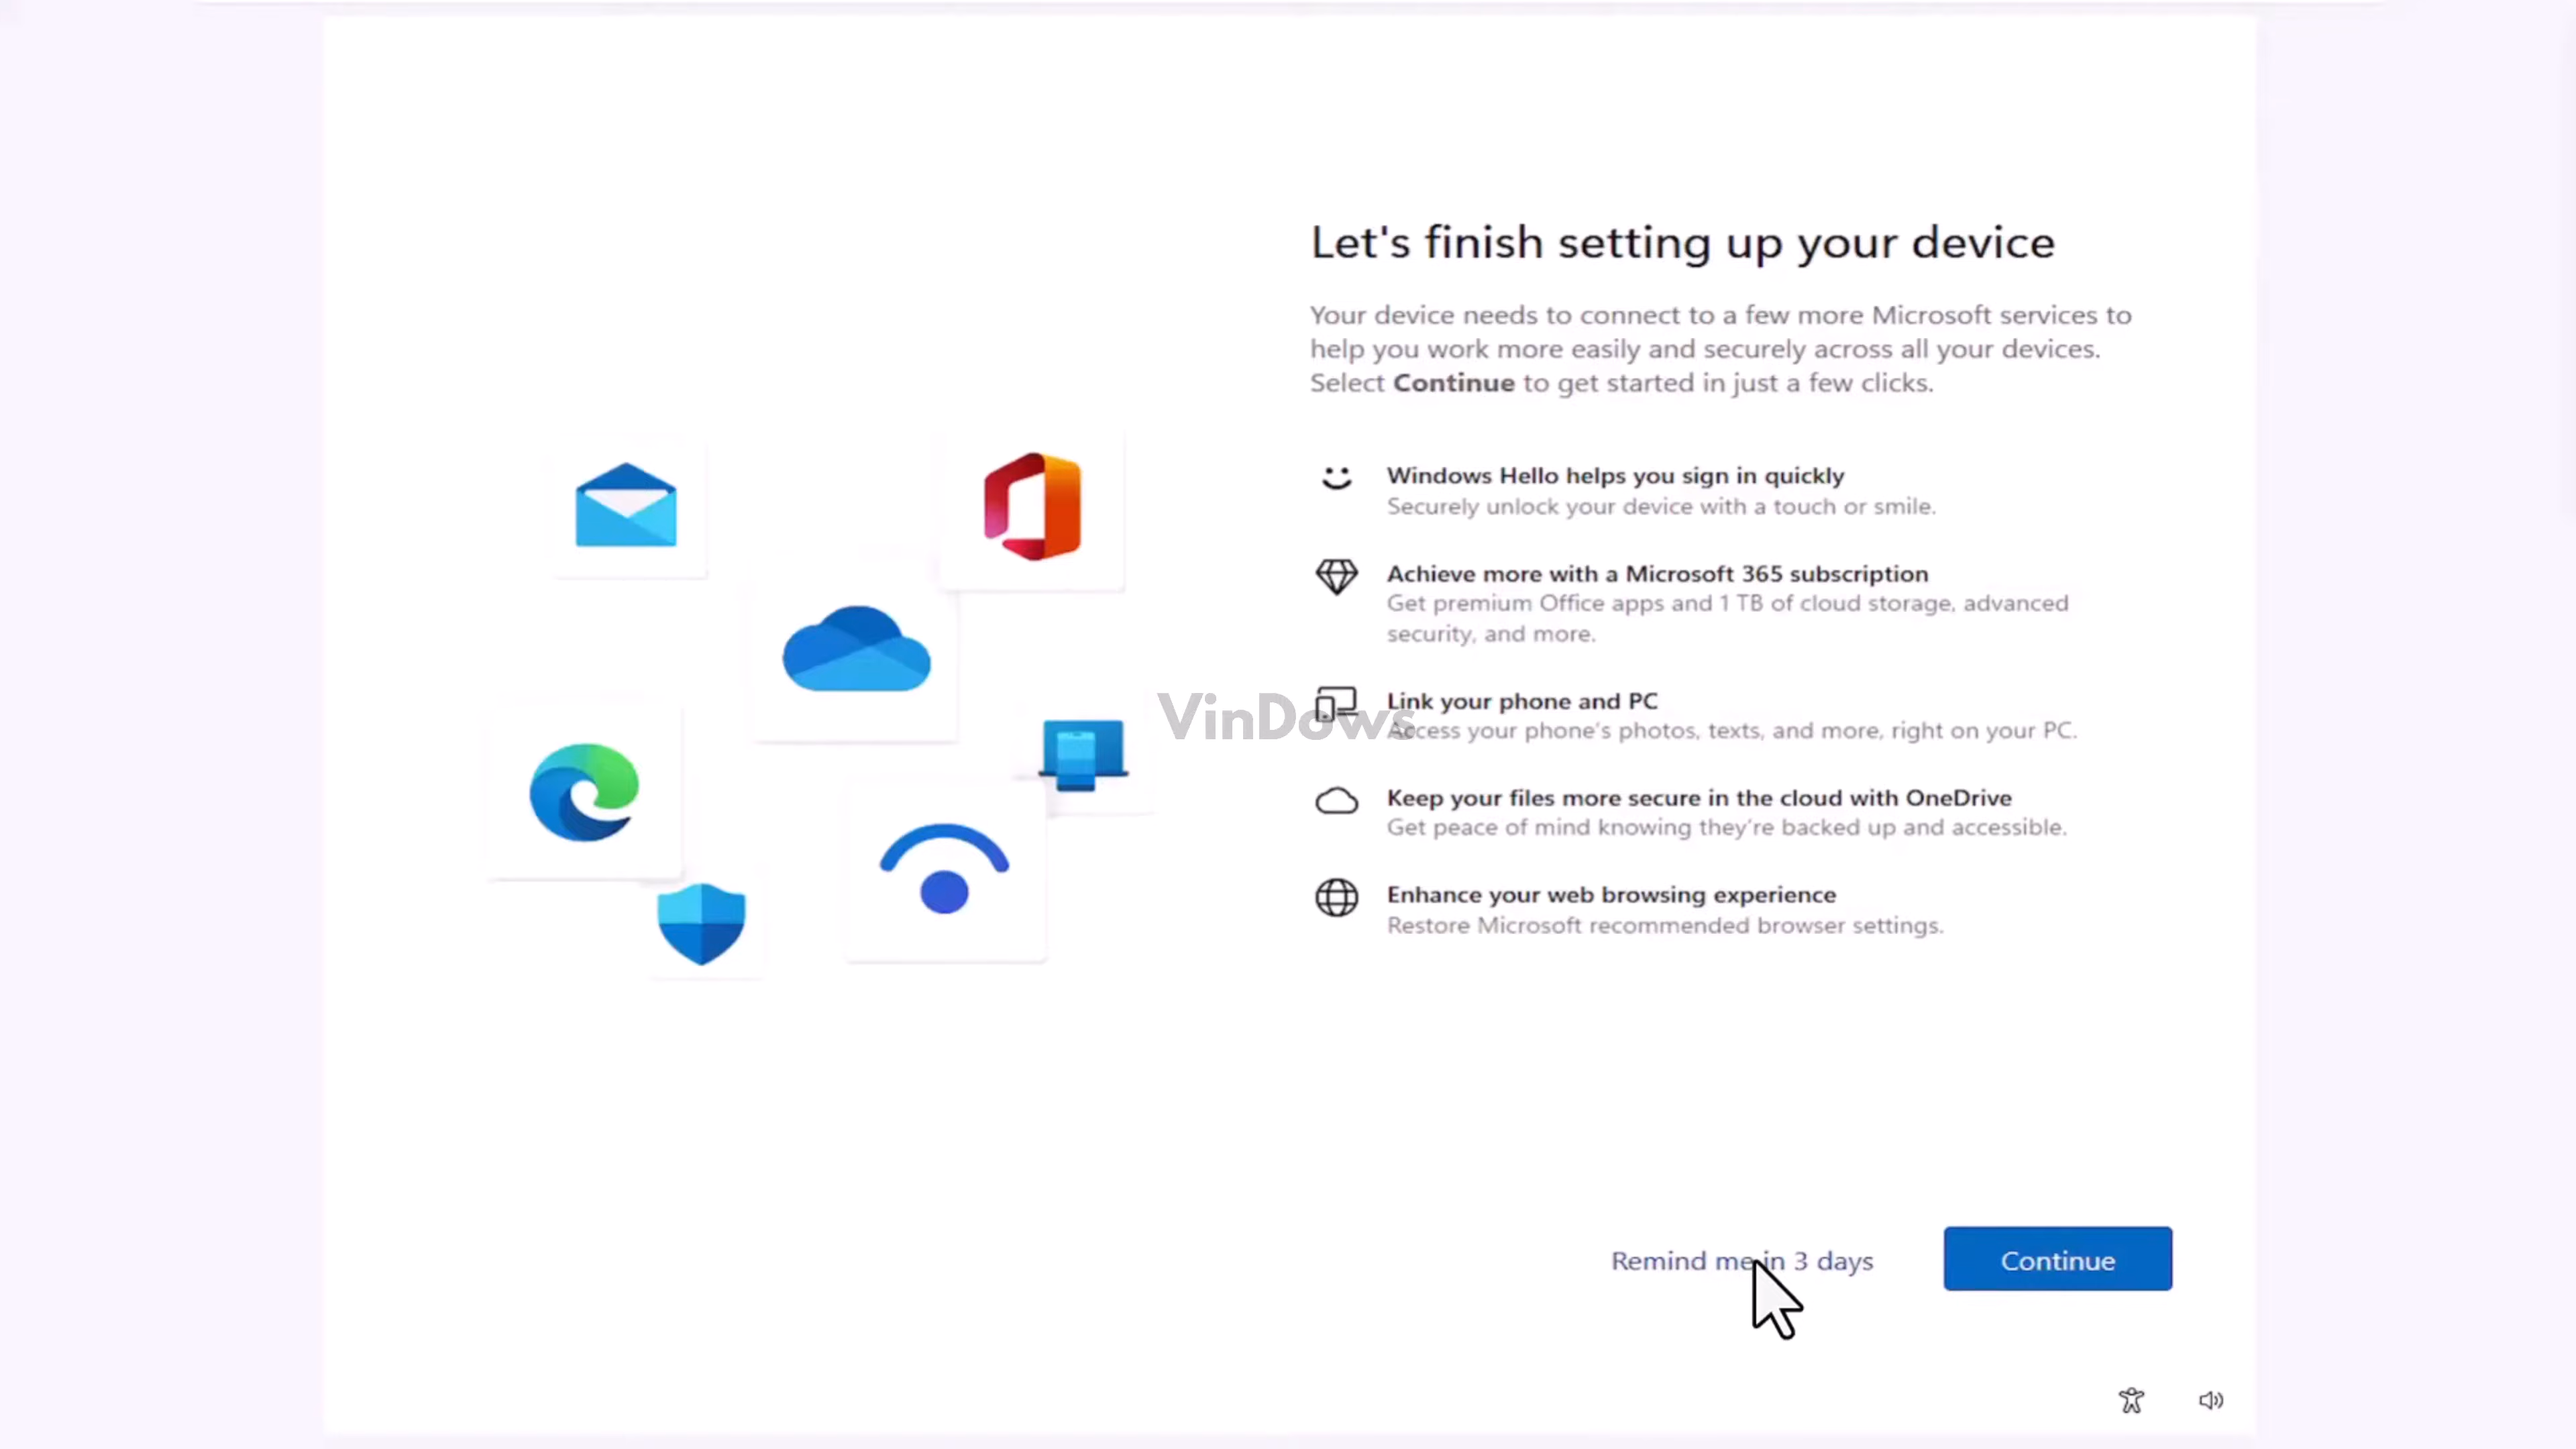 Let's finish setting up your device
Your device needs to connect to a few more Microsoft services to
help you work more easily and securely across all your devices.
Select Continue to get started in just a few clicks.
Windows Hello helps you sign in quickly
Securely unlock your device with a touch or smile.
Achieve more with a Microsoft 365 subscription
Get premium Office apps and 1 TB of cloud storage, advanced
security, and more.
Link your phone and PC
VinDows
Access your phone's photos, texts, and more, right on your PC.
Keep your files more secure in the cloud with OneDrive
Get peace of mind knowing they're backed up and accessible.
Enhance your web browsing experience
Restore Microsoft recommended browser settings.
Remind me in 3 days
Continue